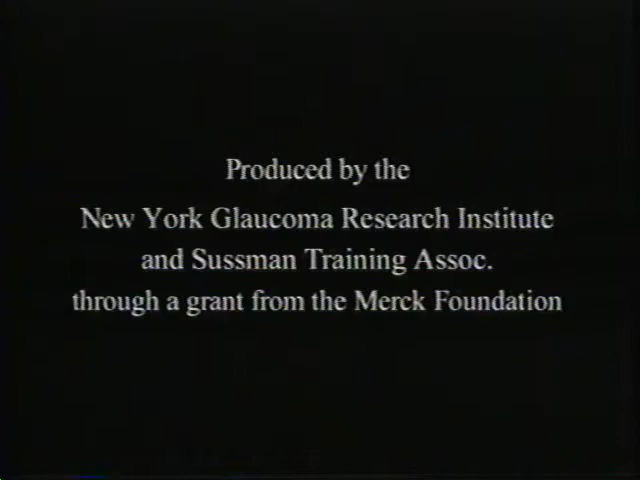 Produced by the
New York Glaucoma Research Institute
and Sussman Training Assoc.
through a grant from the Merck Foundation